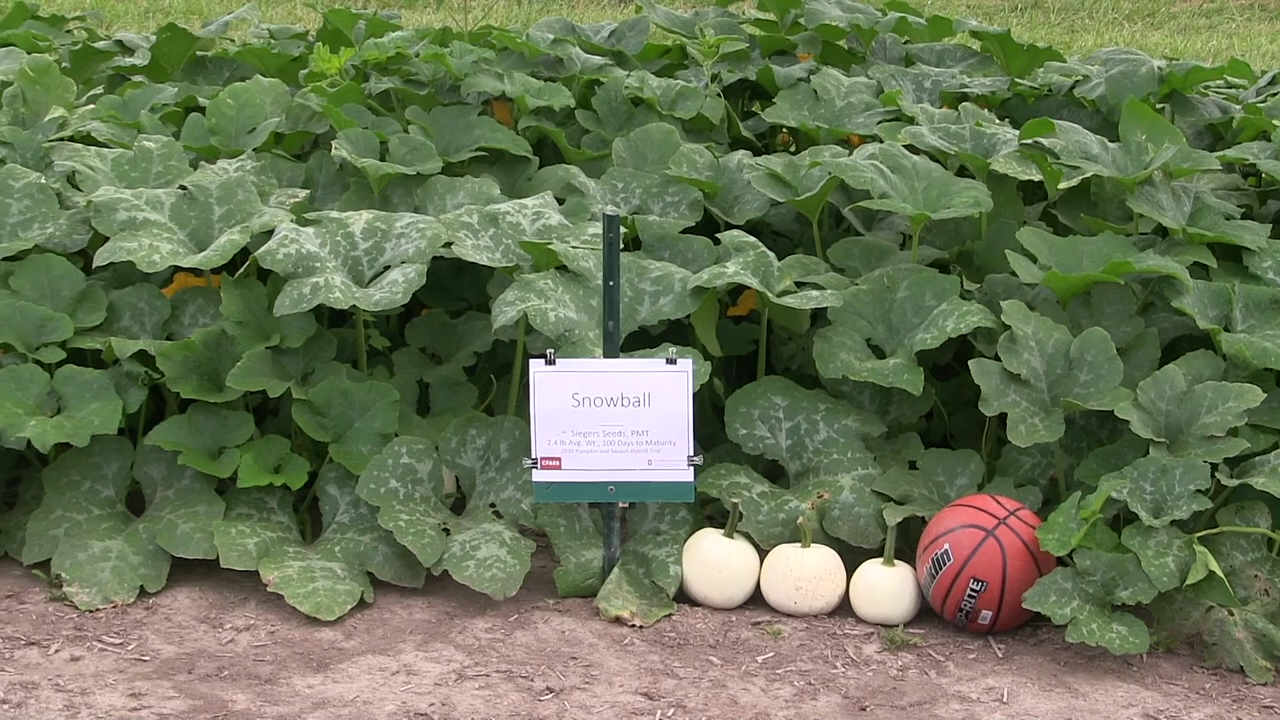 Snowball
Siegers Seeds, PMT
2.4 lb Avg. Wt., 100 Days to Maturity
2020 Pumpkin and Squash Hybrid Trial
CFAES